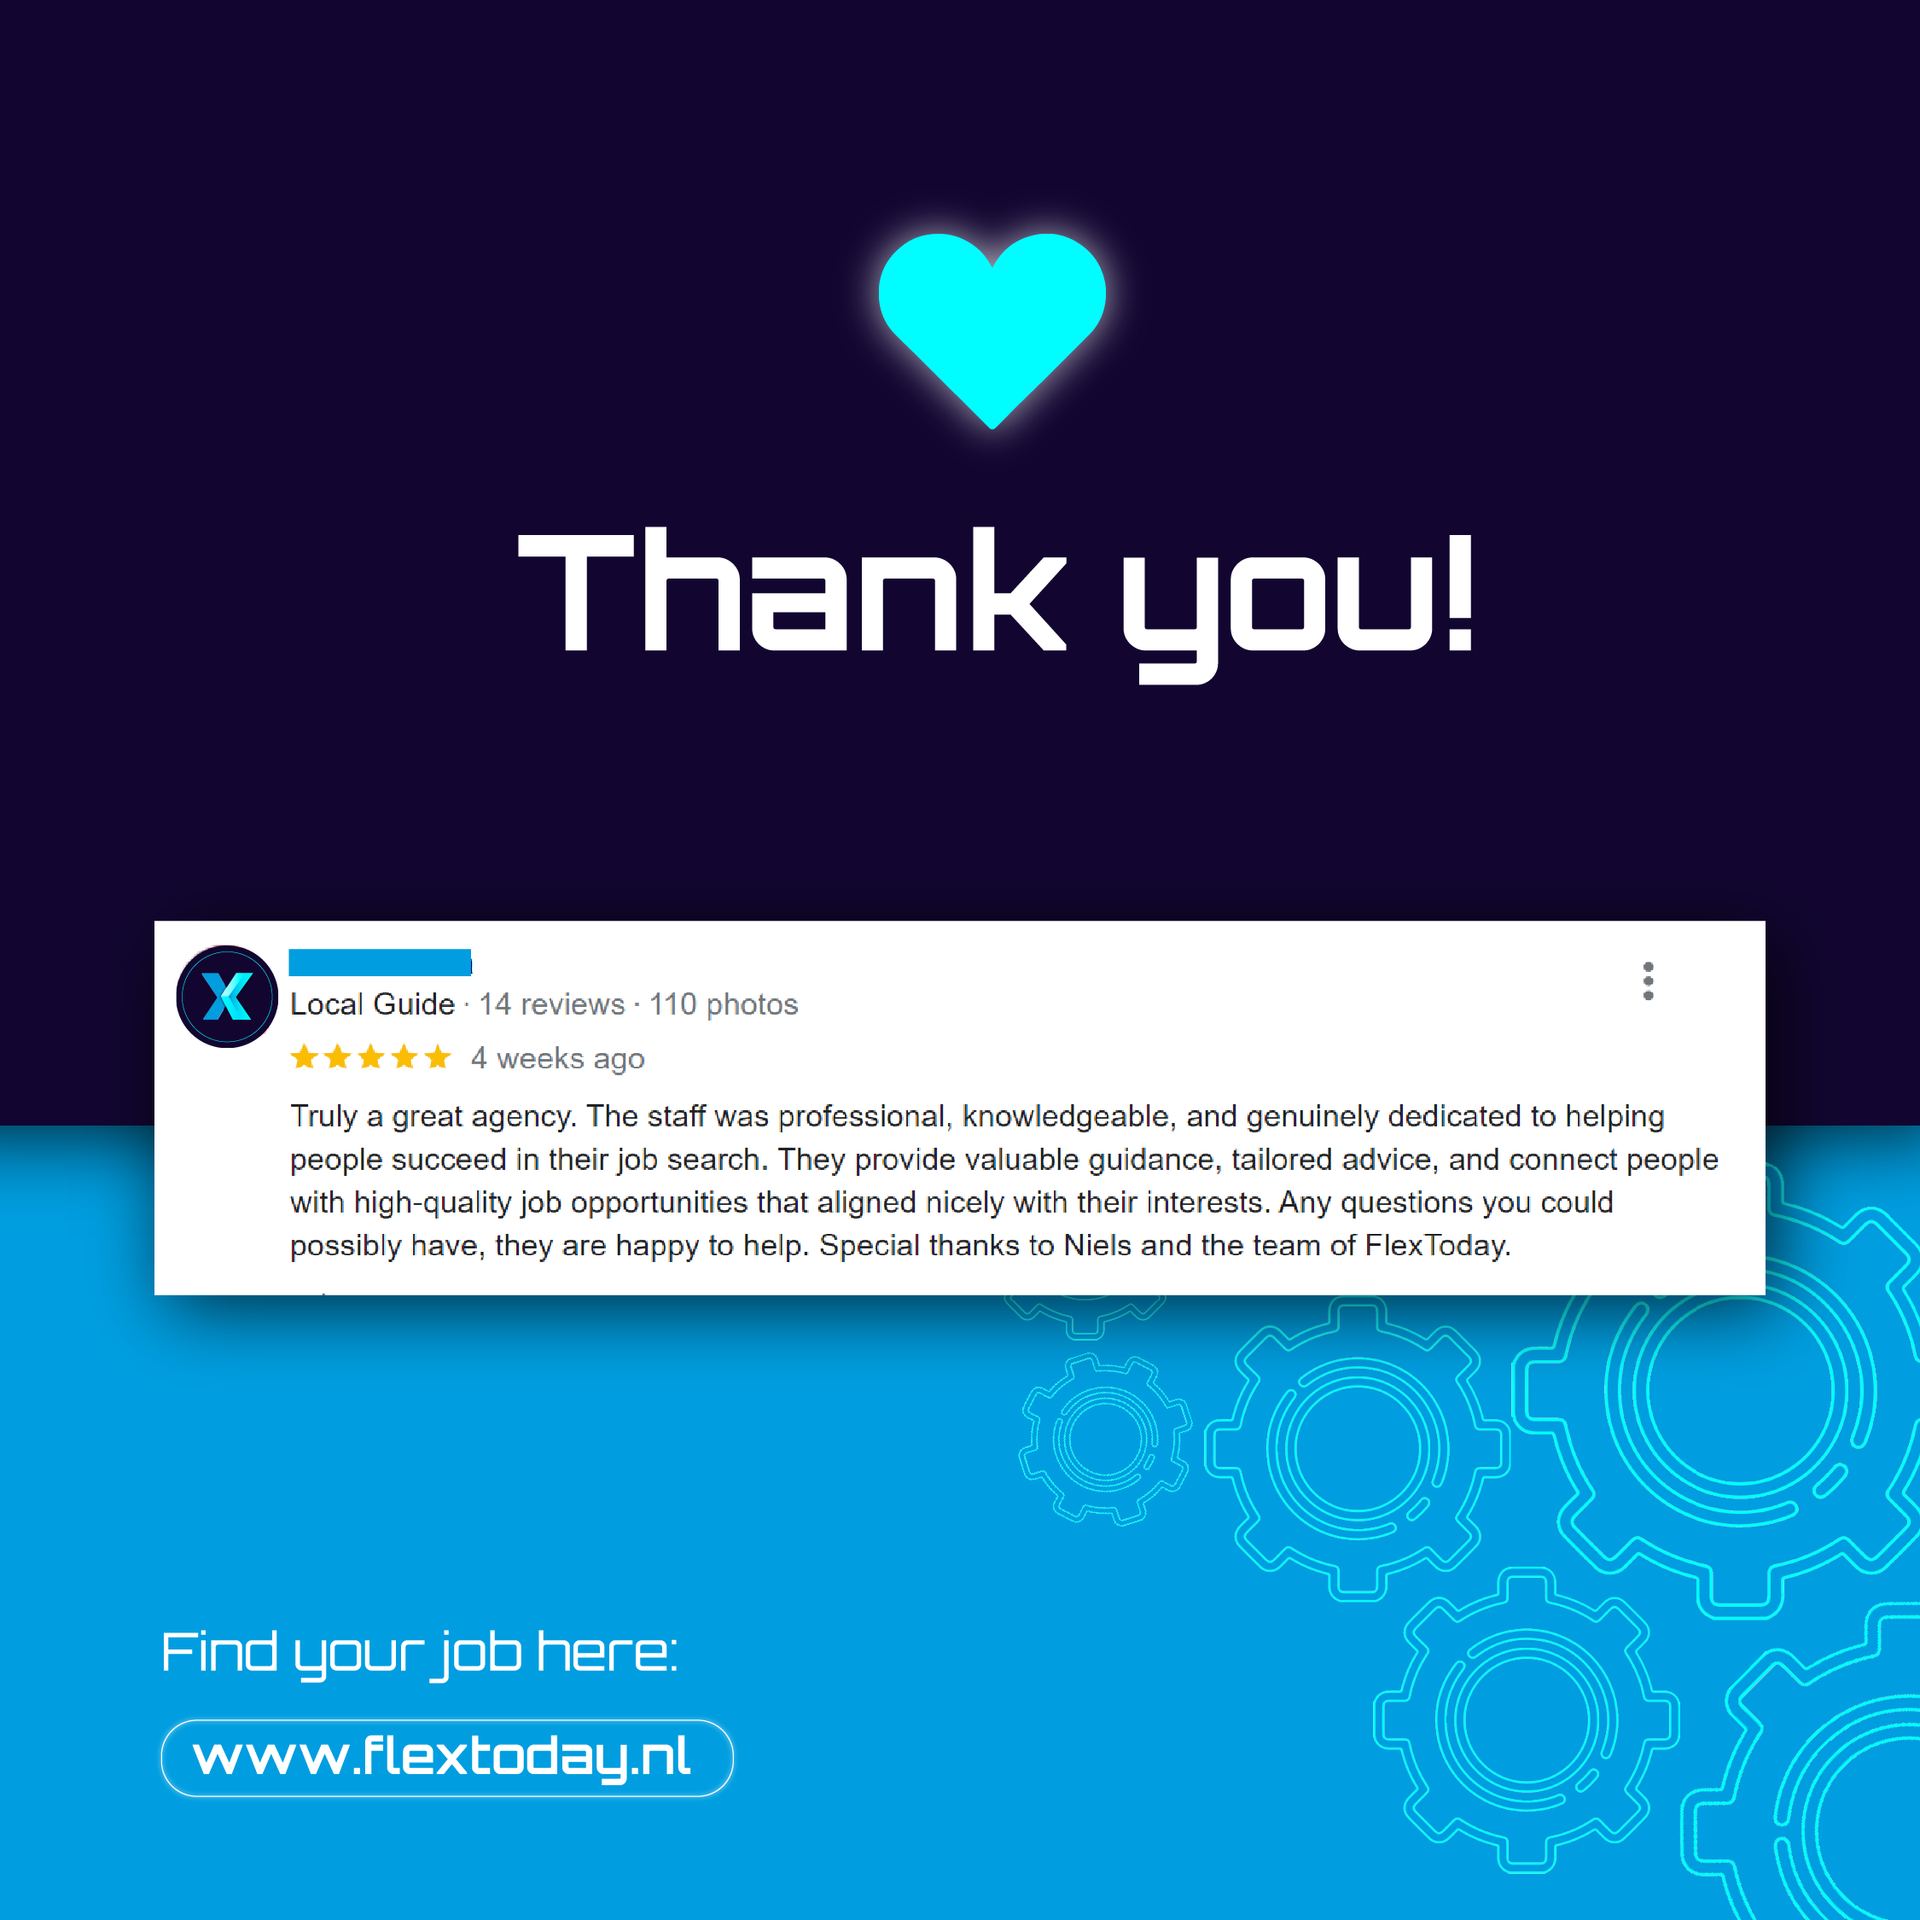 Thank you!
Local Guide · 14 reviews · 110 photos
4 weeks ago
Truly a great agency. The staff was professional, knowledgeable, and genuinely dedicated to helping
people succeed in their job search. They provide valuable guidance, tailored advice, and connect people
with high-quality job opportunities that aligned nicely with their interests. Any questions you could
possibly have, they are happy to help. Special thanks to Niels and the team of FlexToday.
Find your job here:
www.flextoday.nl